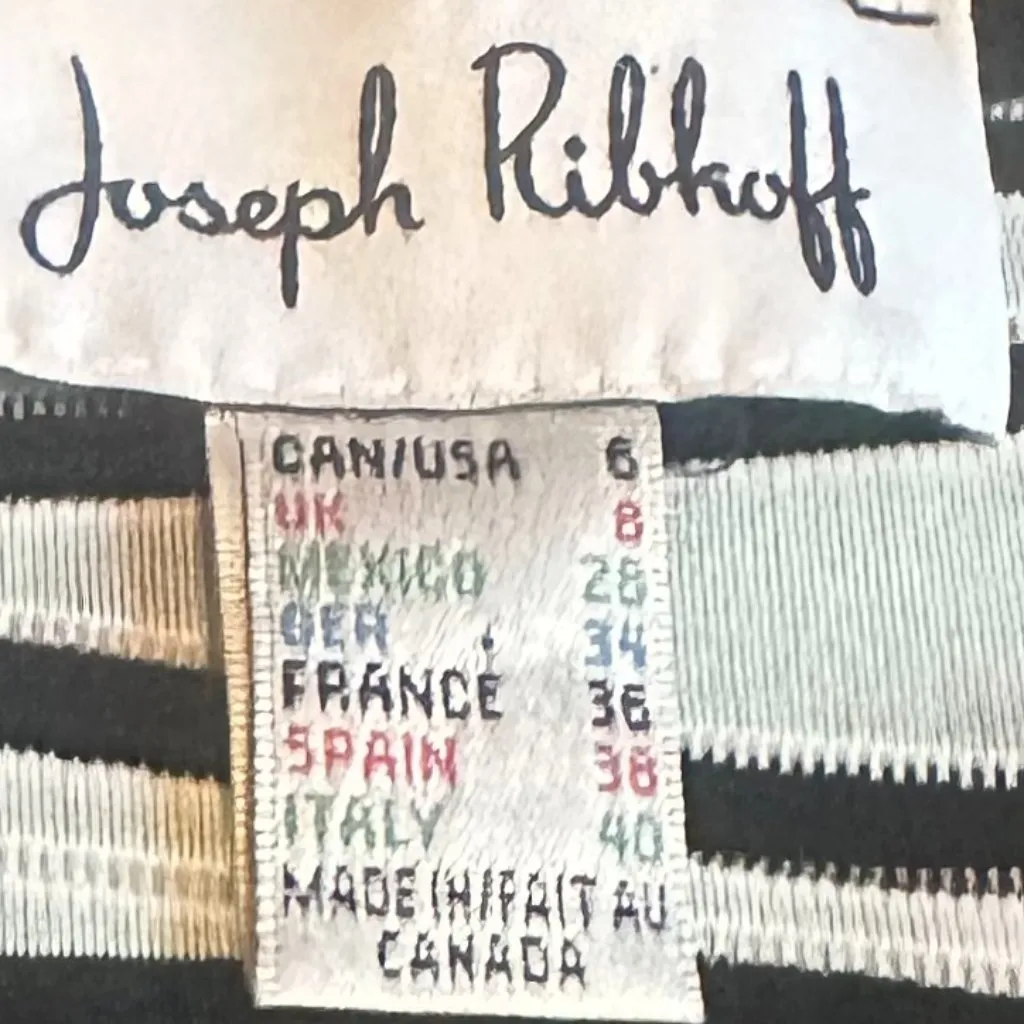 Joseph Ribkoff
CAN/USA 6
UK 8
MEXICO 28
GER 34
FRANCE 36
SPAIN 38
ITALY 40
MADE IN/FAIT AU
CANADA